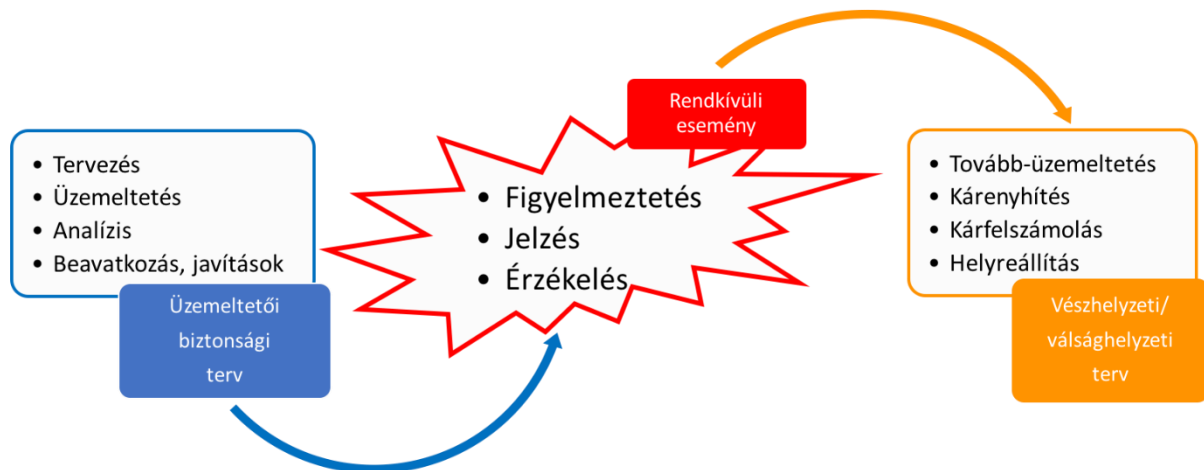 • Tervezés
• Üzemeltetés
• Analízis
• Beavatkozás, javítások
Üzemeltetői
biztonsági
terv
Rendkívüli
esemény
• Figyelmeztetés
• Jelzés
• Érzékelés
• Tovább-üzemeltetés
• Kárenyhítés
• Kárfelszámolás
• Helyreállítás
Vészhelyzeti/
válsághelyzeti
terv